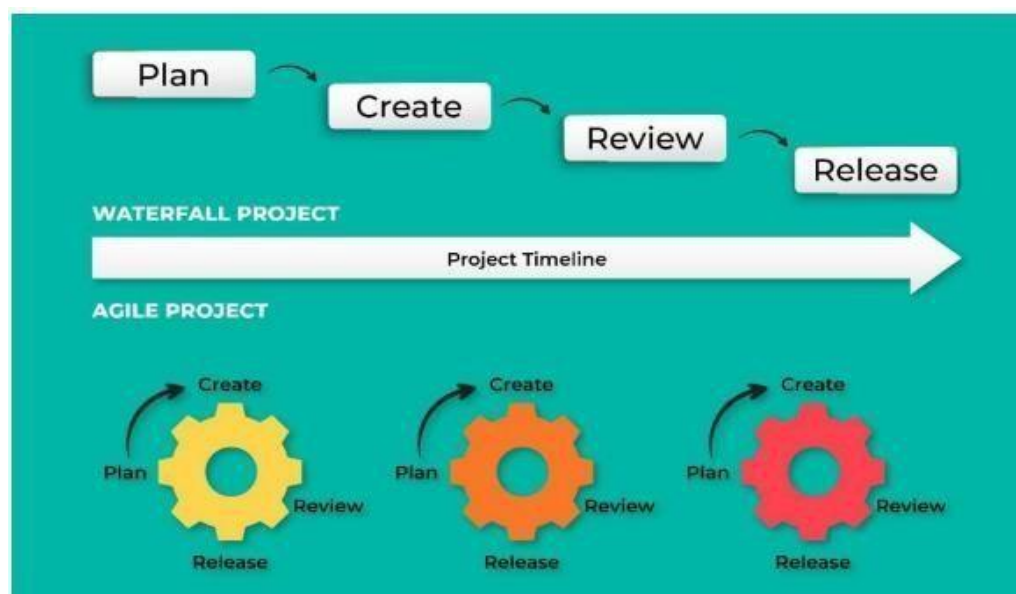 Plan
Create
Review
Release
WATERFALL PROJECT
Project Timeline
AGILE PROJECT
Create
Plan
Review
Release
Create
Plan
Review
Release
Create
Plan
Review
Release